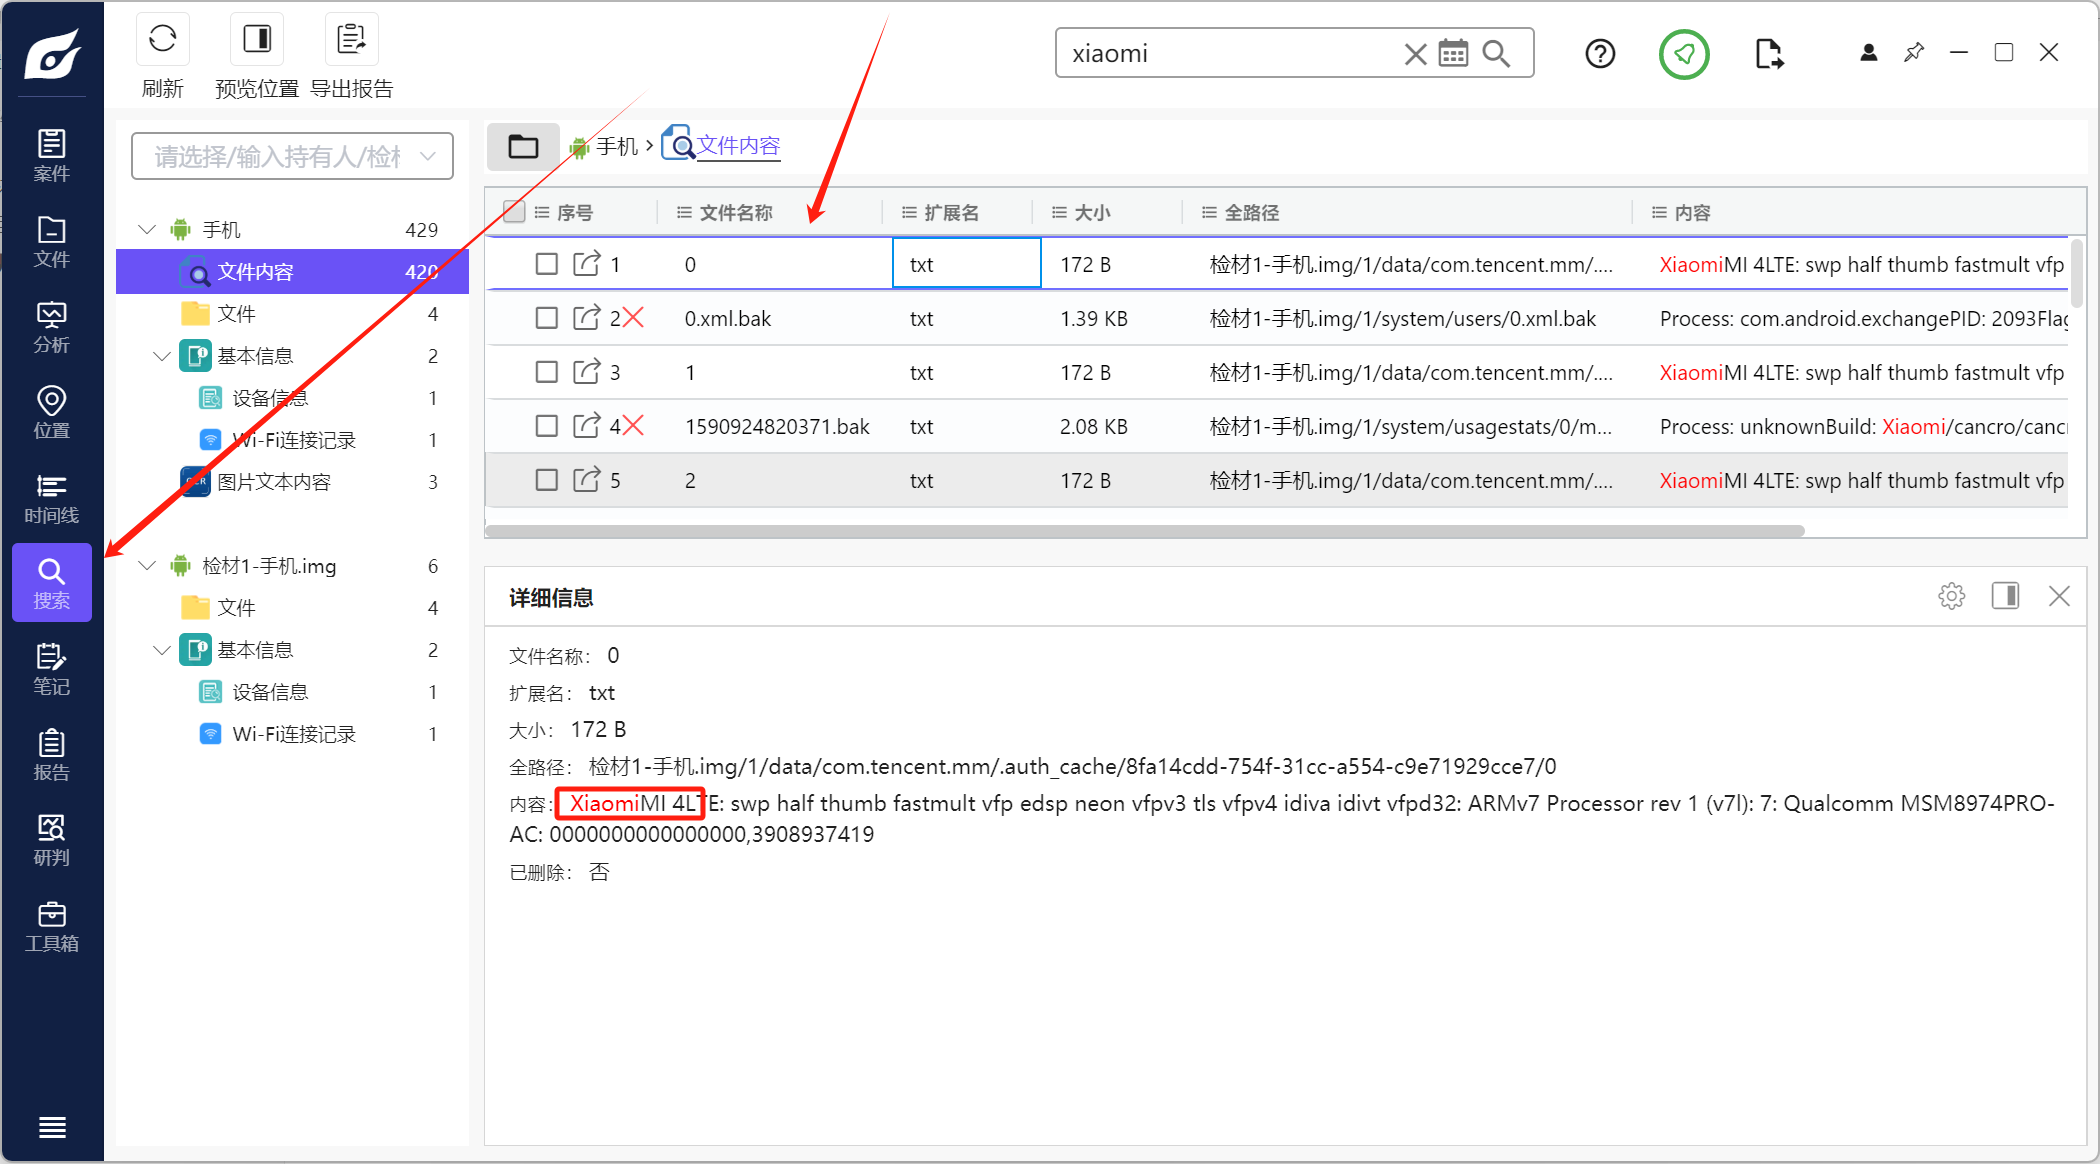 刷新 预览位置 导出报告
xiaomi
案件
文件
分析
位置
时间线
搜索
笔记
报告
研判
工具箱
请选择/输入持有人/检
手机 429
文件内容 420
文件 4
基本信息 2
设备信息 1
Wi-Fi连接记录 1
图片文本内容 3
检材1-手机.img 6
文件 4
基本信息 2
设备信息 1
Wi-Fi连接记录 1
手机 > 文件内容
序号 文件名称 扩展名 大小 全路径 内容
1 0 txt 172 B 检材1-手机.img/1/data/com.tencent.mm/.... XiaomiMI 4LTE: swp half thumb fastmult vfp
2 0.xml.bak txt 1.39 KB 检材1-手机.img/1/system/users/0.xml.bak Process: com.android.exchangePID: 2093Flag
3 1 txt 172 B 检材1-手机.img/1/data/com.tencent.mm/.... XiaomiMI 4LTE: swp half thumb fastmult vfp
4 1590924820371.bak txt 2.08 KB 检材1-手机.img/1/system/usagestats/0/m... Process: unknownBuild: Xiaomi/cancro/cancr
5 2 txt 172 B 检材1-手机.img/1/data/com.tencent.mm/.... XiaomiMI 4LTE: swp half thumb fastmult vfp
详细信息
文件名称: 0
扩展名: txt
大小: 172 B
全路径: 检材1-手机.img/1/data/com.tencent.mm/.auth_cache/8fa14cdd-754f-31cc-a554-c9e71929cce7/0
内容: XiaomiMI 4LTE: swp half thumb fastmult vfp edsp neon vfpv3 tls vfpv4 idiva idivt vfpd32: ARMv7 Processor rev 1 (v7l): 7: Qualcomm MSM8974PRO-
AC: 0000000000000000,3908937419
已删除: 否